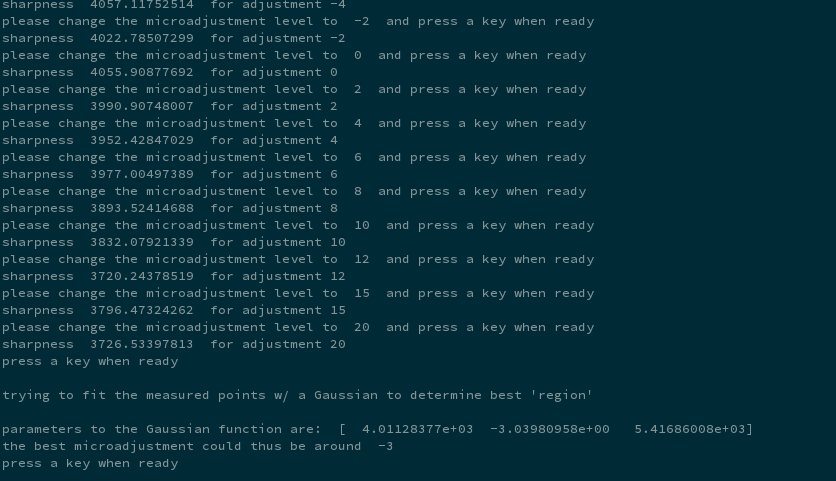 sharpness  4057.11752514  for adjustment -4
please change the microadjustment level to  -2  and press a key when ready
sharpness  4022.78507299  for adjustment -2
please change the microadjustment level to  0  and press a key when ready
sharpness  4055.90877692  for adjustment 0
please change the microadjustment level to  2  and press a key when ready
sharpness  3990.90748007  for adjustment 2
please change the microadjustment level to  4  and press a key when ready
sharpness  3952.42847029  for adjustment 4
please change the microadjustment level to  6  and press a key when ready
sharpness  3977.00497389  for adjustment 6
please change the microadjustment level to  8  and press a key when ready
sharpness  3893.52414688  for adjustment 8
please change the microadjustment level to  10  and press a key when ready
sharpness  3832.07921339  for adjustment 10
please change the microadjustment level to  12  and press a key when ready
sharpness  3720.24378519  for adjustment 12
please change the microadjustment level to  15  and press a key when ready
sharpness  3796.47324262  for adjustment 15
please change the microadjustment level to  20  and press a key when ready
sharpness  3726.53397813  for adjustment 20
press a key when ready
trying to fit the measured points w/ a Gaussian to determine best 'region'
parameters to the Gaussian function are:  [  4.01128377e+03  -3.03980958e+00   5.41686008e+03]
the best microadjustment could thus be around  -3
press a key when ready